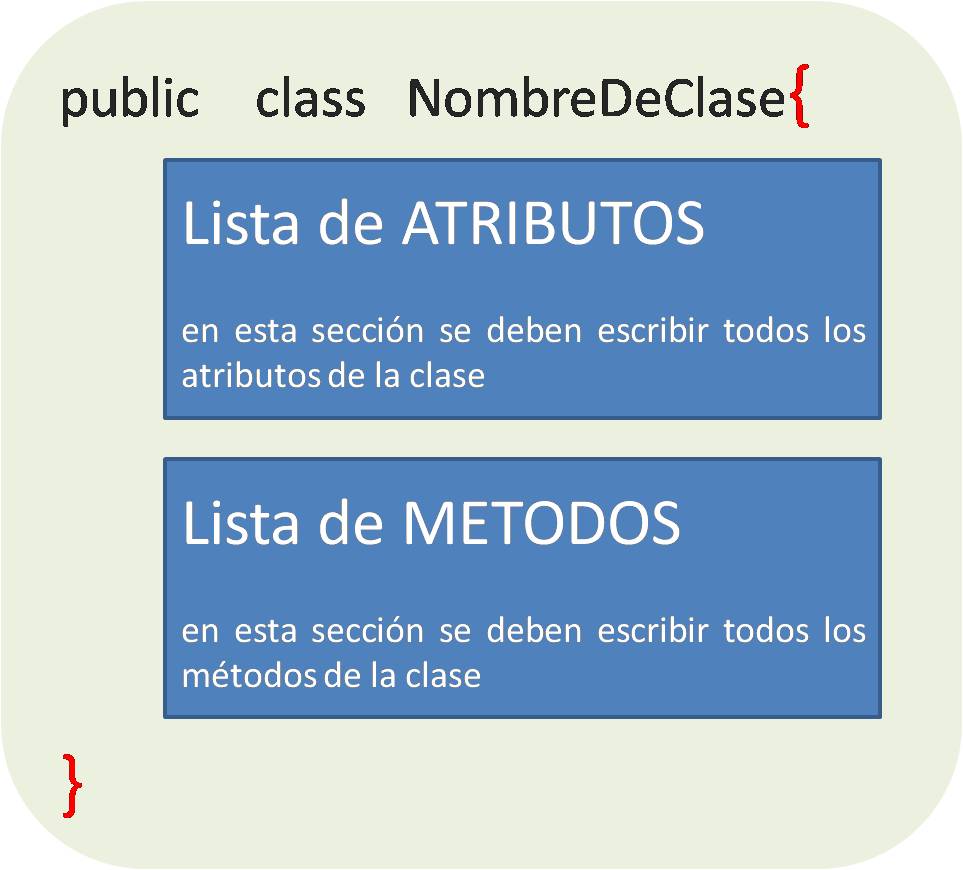 public class NombreDeClase{
Lista de ATRIBUTOS
en esta sección se deben escribir todos los
atributos de la clase
Lista de METODOS
en esta sección se deben escribir todos los
métodos de la clase
}